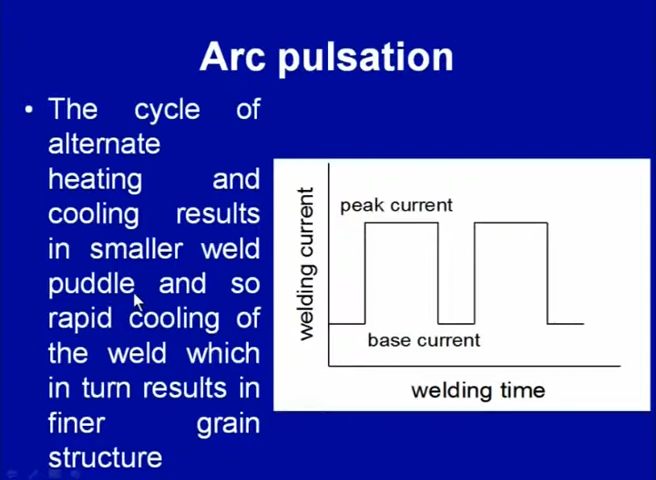 Arc pulsation
• The cycle of
alternate
heating and
cooling results
in smaller weld
puddle and so
rapid cooling of
the weld which
in turn results in
finer grain
structure
welding current
peak current
base current
welding time